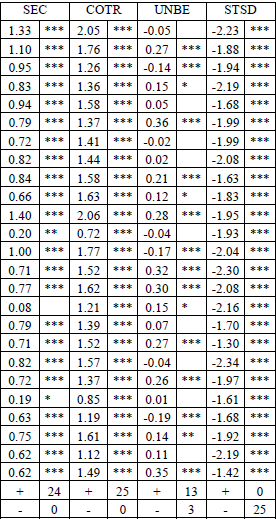 SEC COTR UNBE STSD
1.33 *** 2.05 *** -0.05 -2.23 ***
1.10 *** 1.76 *** 0.27 *** -1.88 ***
0.95 *** 1.26 *** -0.14 *** -1.94 ***
0.83 *** 1.36 *** 0.15 * -2.19 ***
0.94 *** 1.58 *** 0.05 -1.68 ***
0.79 *** 1.37 *** 0.36 *** -1.99 ***
0.72 *** 1.41 *** -0.02 -1.99 ***
0.82 *** 1.44 *** 0.02 -2.08 ***
0.84 *** 1.58 *** 0.21 *** -1.63 ***
0.66 *** 1.63 *** 0.12 * -1.83 ***
1.40 *** 2.06 *** 0.28 *** -1.95 ***
0.20 ** 0.72 *** -0.04 -1.93 ***
1.00 *** 1.77 *** -0.17 *** -2.04 ***
0.71 *** 1.52 *** 0.32 *** -2.30 ***
0.77 *** 1.62 *** 0.30 *** -2.08 ***
0.08 1.21 *** 0.15 * -2.16 ***
0.79 *** 1.39 *** 0.07 -1.70 ***
0.71 *** 1.52 *** 0.27 *** -1.30 ***
0.82 *** 1.57 *** -0.04 -2.34 ***
0.72 *** 1.37 *** 0.26 *** -1.97 ***
0.19 * 0.85 *** 0.01 -1.61 ***
0.63 *** 1.19 *** -0.19 *** -1.68 ***
0.75 *** 1.61 *** 0.14 ** -1.92 ***
0.62 *** 1.12 *** 0.11 -2.19 ***
0.62 *** 1.49 *** 0.35 *** -1.42 ***
+ 24 + 25 + 13 + 0
- 0 - 0 - 3 - 25